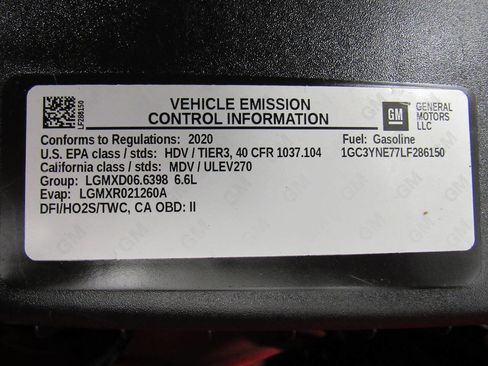 LF286150
VEHICLE EMISSION
CONTROL INFORMATION
GM
GENERAL
MOTORS
LLC
Conforms to Regulations: 2020
Fuel: Gasoline
U.S. EPA class / stds: HDV / TIER3, 40 CFR 1037.104
1GC3YNE77LF286150
California class / stds: MDV / ULEV270
Group: LGMXD06.6398 6.6L
Evap: LGMXR021260A
DFI/HO2S/TWC, CA OBD: II